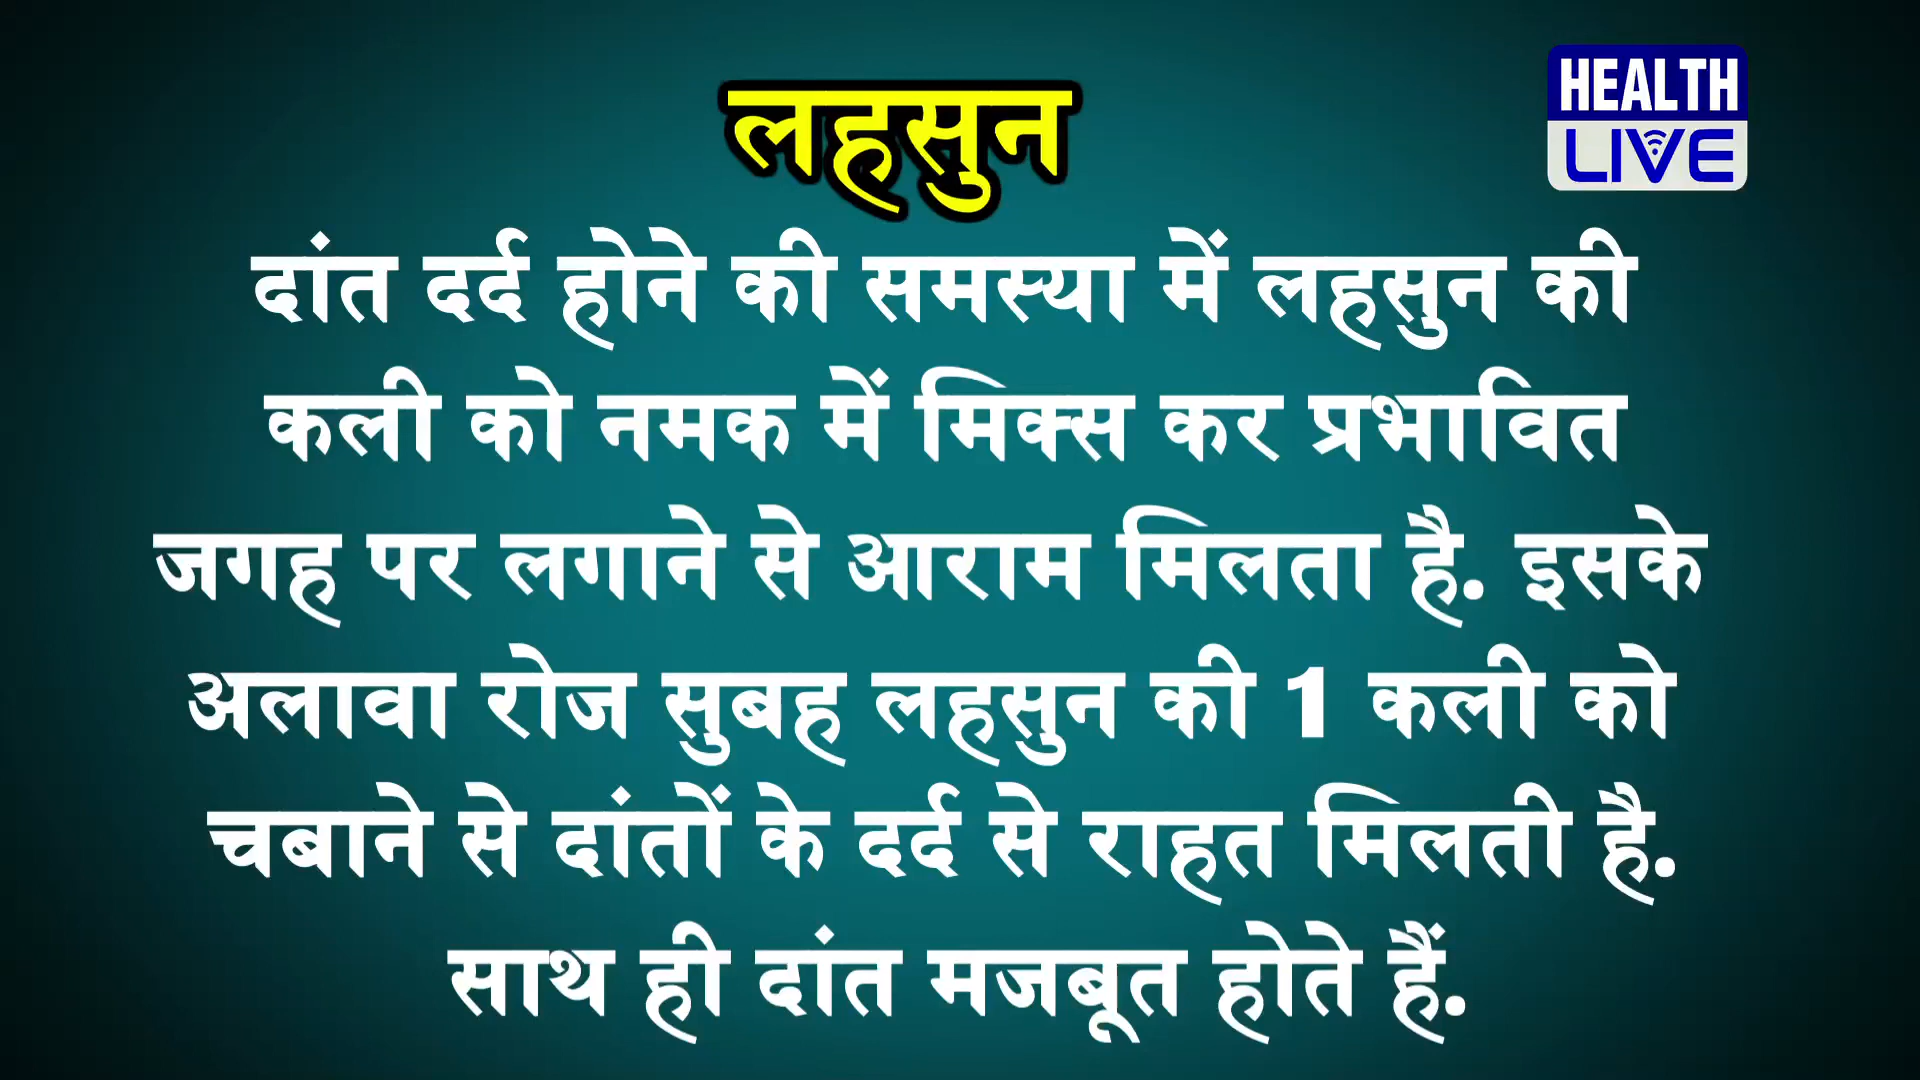 लहसुन
HEALTH
LIVE
दांत दर्द होने की समस्या में लहसुन की
कली को नमक में मिक्स कर प्रभावित
जगह पर लगाने से आराम मिलता है. इसके
अलावा रोज सुबह लहसुन की 1 कली को
चबाने से दांतों के दर्द से राहत मिलती है.
साथ ही दांत मजबूत होते हैं.